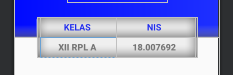 KELAS NIS
XII RPL A 18.007692